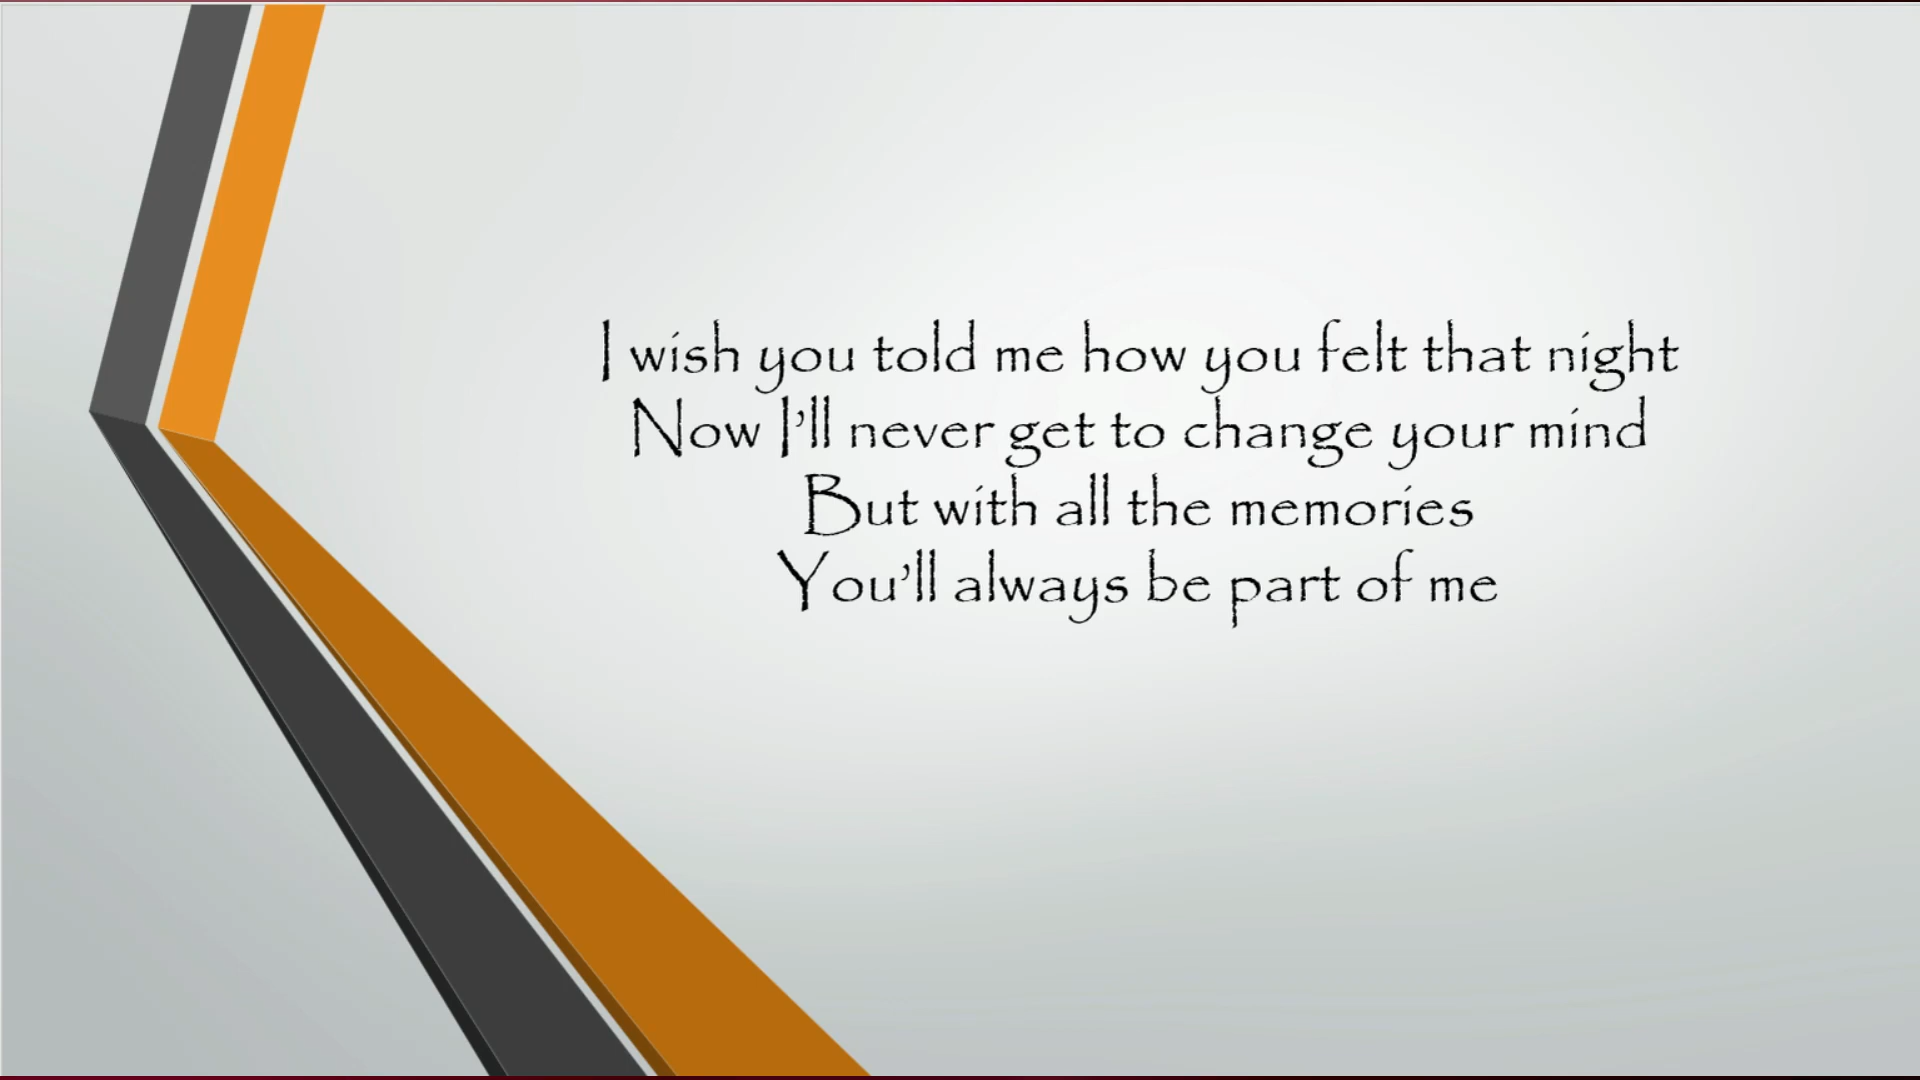 I wish you told me how you felt that night
Now I’ll never get to change your mind
But with all the memories
You’ll always be part of me